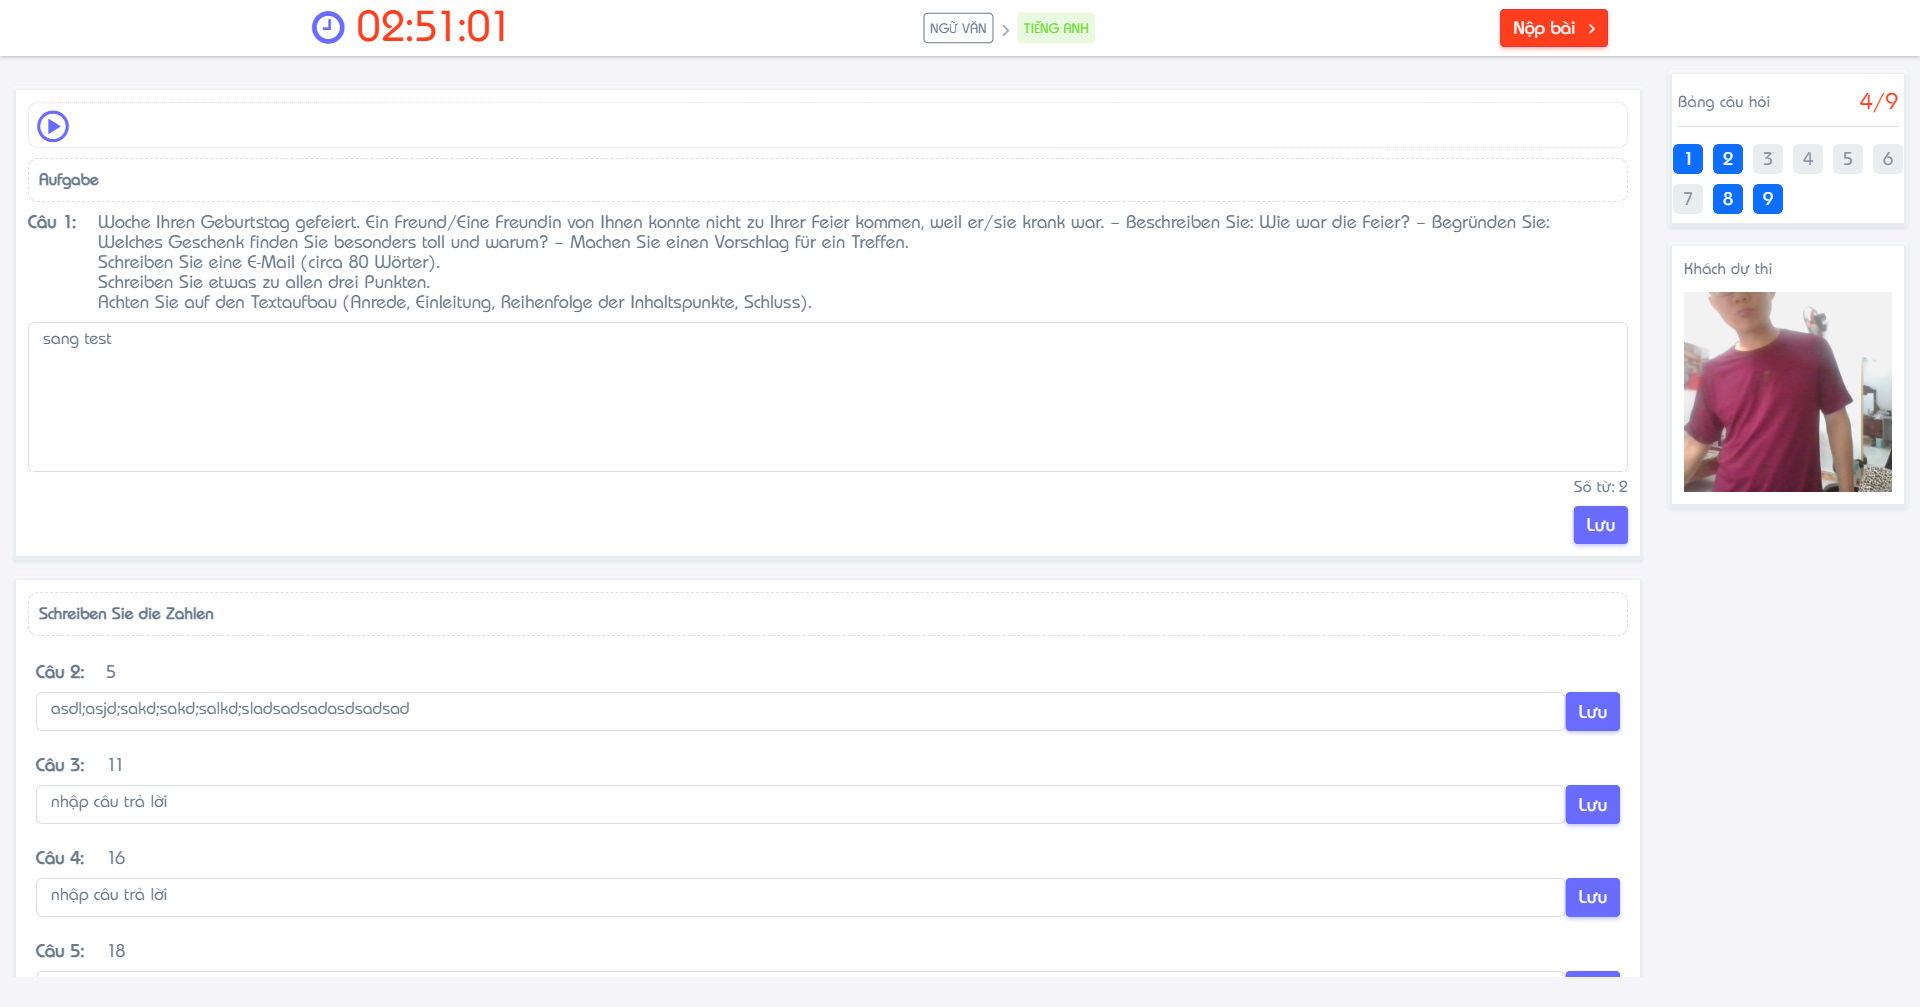 02:51:01
NGỮ VĂN
TIẾNG ANH
Nộp bài
Aufgabe
Câu 1: Woche Ihren Geburtstag gefeiert. Ein Freund/Eine Freundin von Ihnen konnte nicht zu Ihrer Feier kommen, weil er/sie krank war. – Beschreiben Sie: Wie war die Feier? – Begründen Sie:
Welches Geschenk finden Sie besonders toll und warum? – Machen Sie einen Vorschlag für ein Treffen.
Schreiben Sie eine E-Mail (circa 80 Wörter).
Schreiben Sie etwas zu allen drei Punkten.
Achten Sie auf den Textaufbau (Anrede, Einleitung, Reihenfolge der Inhaltspunkte, Schluss).
sang test
Số từ: 2
Lưu
Schreiben Sie die Zahlen
Câu 2: 5
asdl;asjd;sakd;sakd;salkd;sladsadsadasdsadsad
Lưu
Câu 3: 11
nhập câu trả lời
Lưu
Câu 4: 16
nhập câu trả lời
Lưu
Câu 5: 18
Bảng câu hỏi
4/9
1 2 3 4 5 6
7 8 9
Khách dự thi